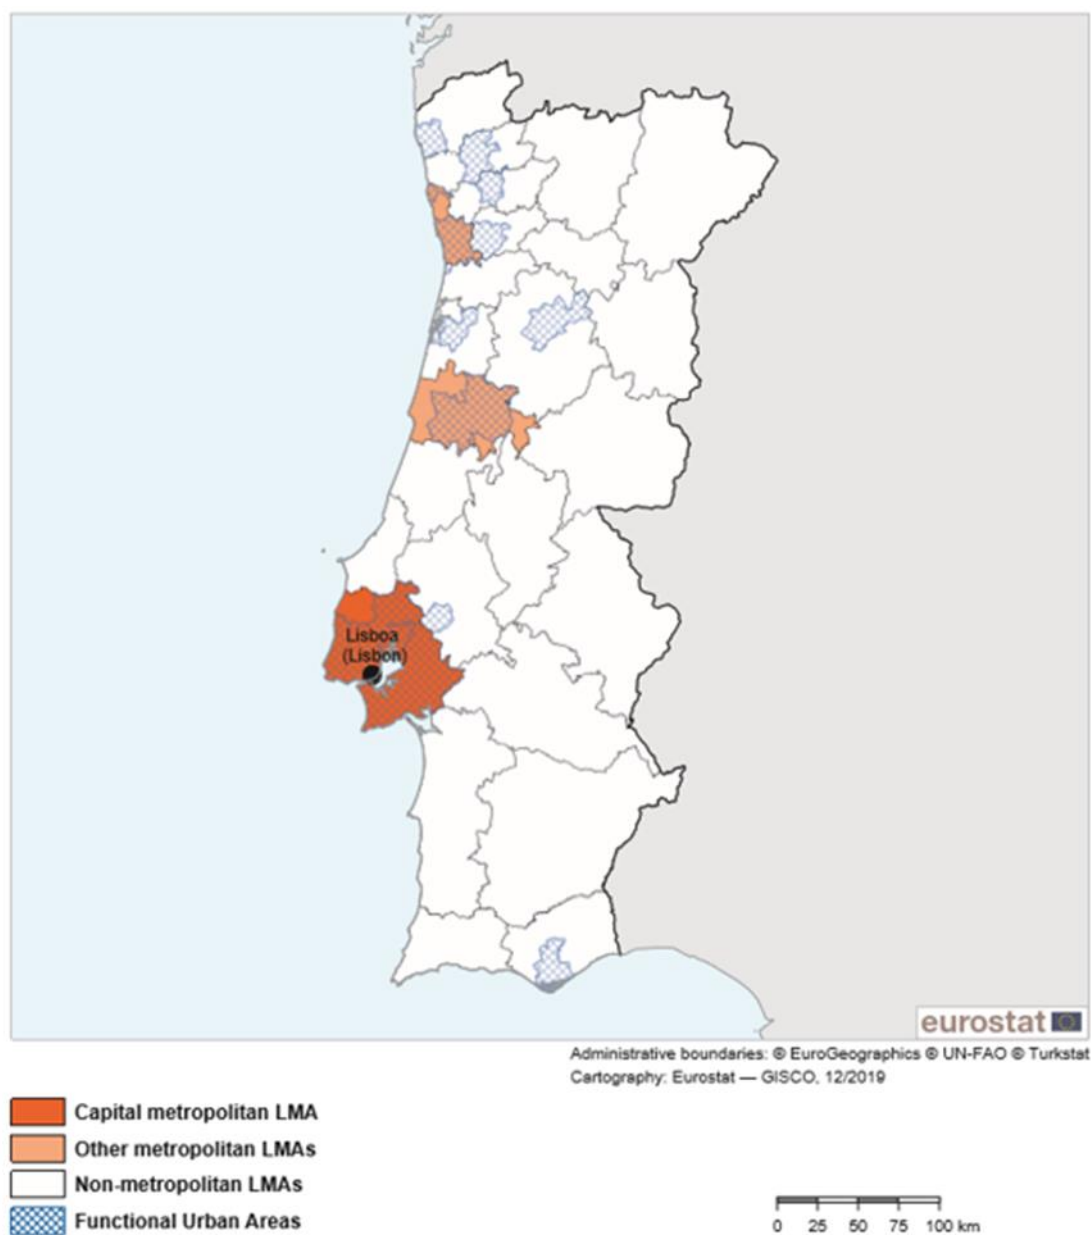 Lisboa
(Lisbon)
eurostat
Administrative boundaries: © EuroGeographics © UN-FAO © Turkstat
Cartography: Eurostat — GISCO, 12/2019
Capital metropolitan LMA
Other metropolitan LMAs
Non-metropolitan LMAs
Functional Urban Areas
0 25 50 75 100 km